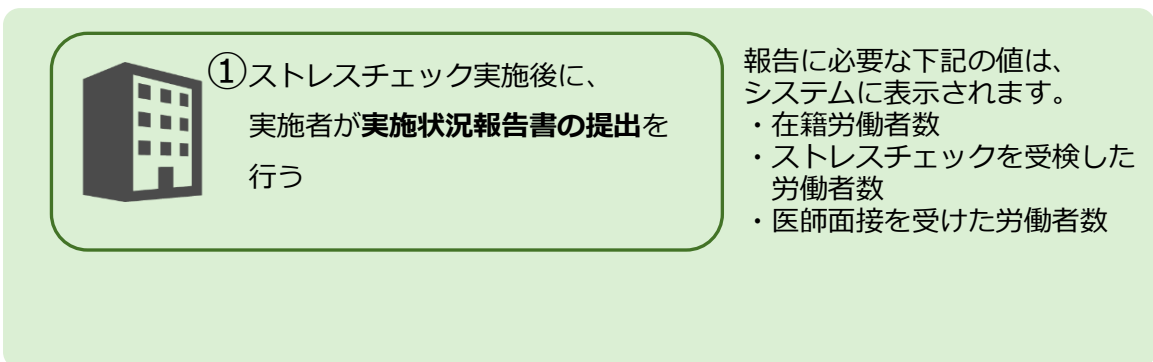 ①ストレスチェック実施後に、
実施者が実施状況報告書の提出を
行う
報告に必要な下記の値は、
システムに表示されます。
・在籍労働者数
・ストレスチェックを受検した
労働者数
・医師面接を受けた労働者数